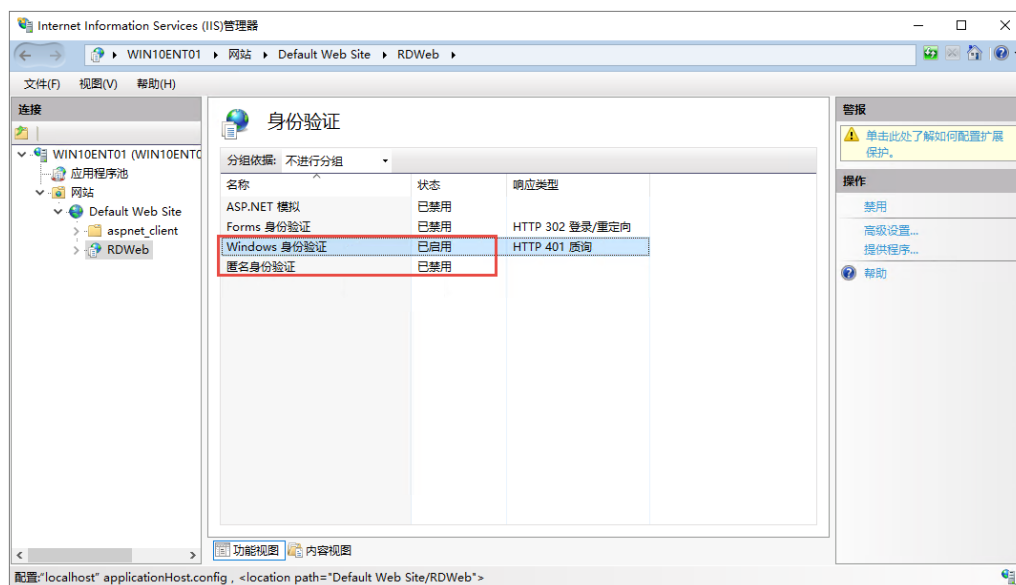 Internet Information Services (IIS)管理器
WIN10ENT01 网站 Default Web Site RDWeb
文件(F) 视图(V) 帮助(H)
连接
WIN10ENT01 (WIN10ENT
应用程序池
网站
Default Web Site
aspnet_client
RDWeb
身份验证
分组依据: 不进行分组
名称 状态 响应类型
ASP.NET 模拟 已禁用
Forms 身份验证 已禁用 HTTP 302 登录/重定向
Windows 身份验证 已启用 HTTP 401 质询
匿名身份验证 已禁用
功能视图 内容视图
警报
单击此处了解如何配置扩展
保护。
操作
禁用
高级设置...
提供程序...
帮助
配置:"localhost" applicationHost.config , <location path="Default Web Site/RDWeb">